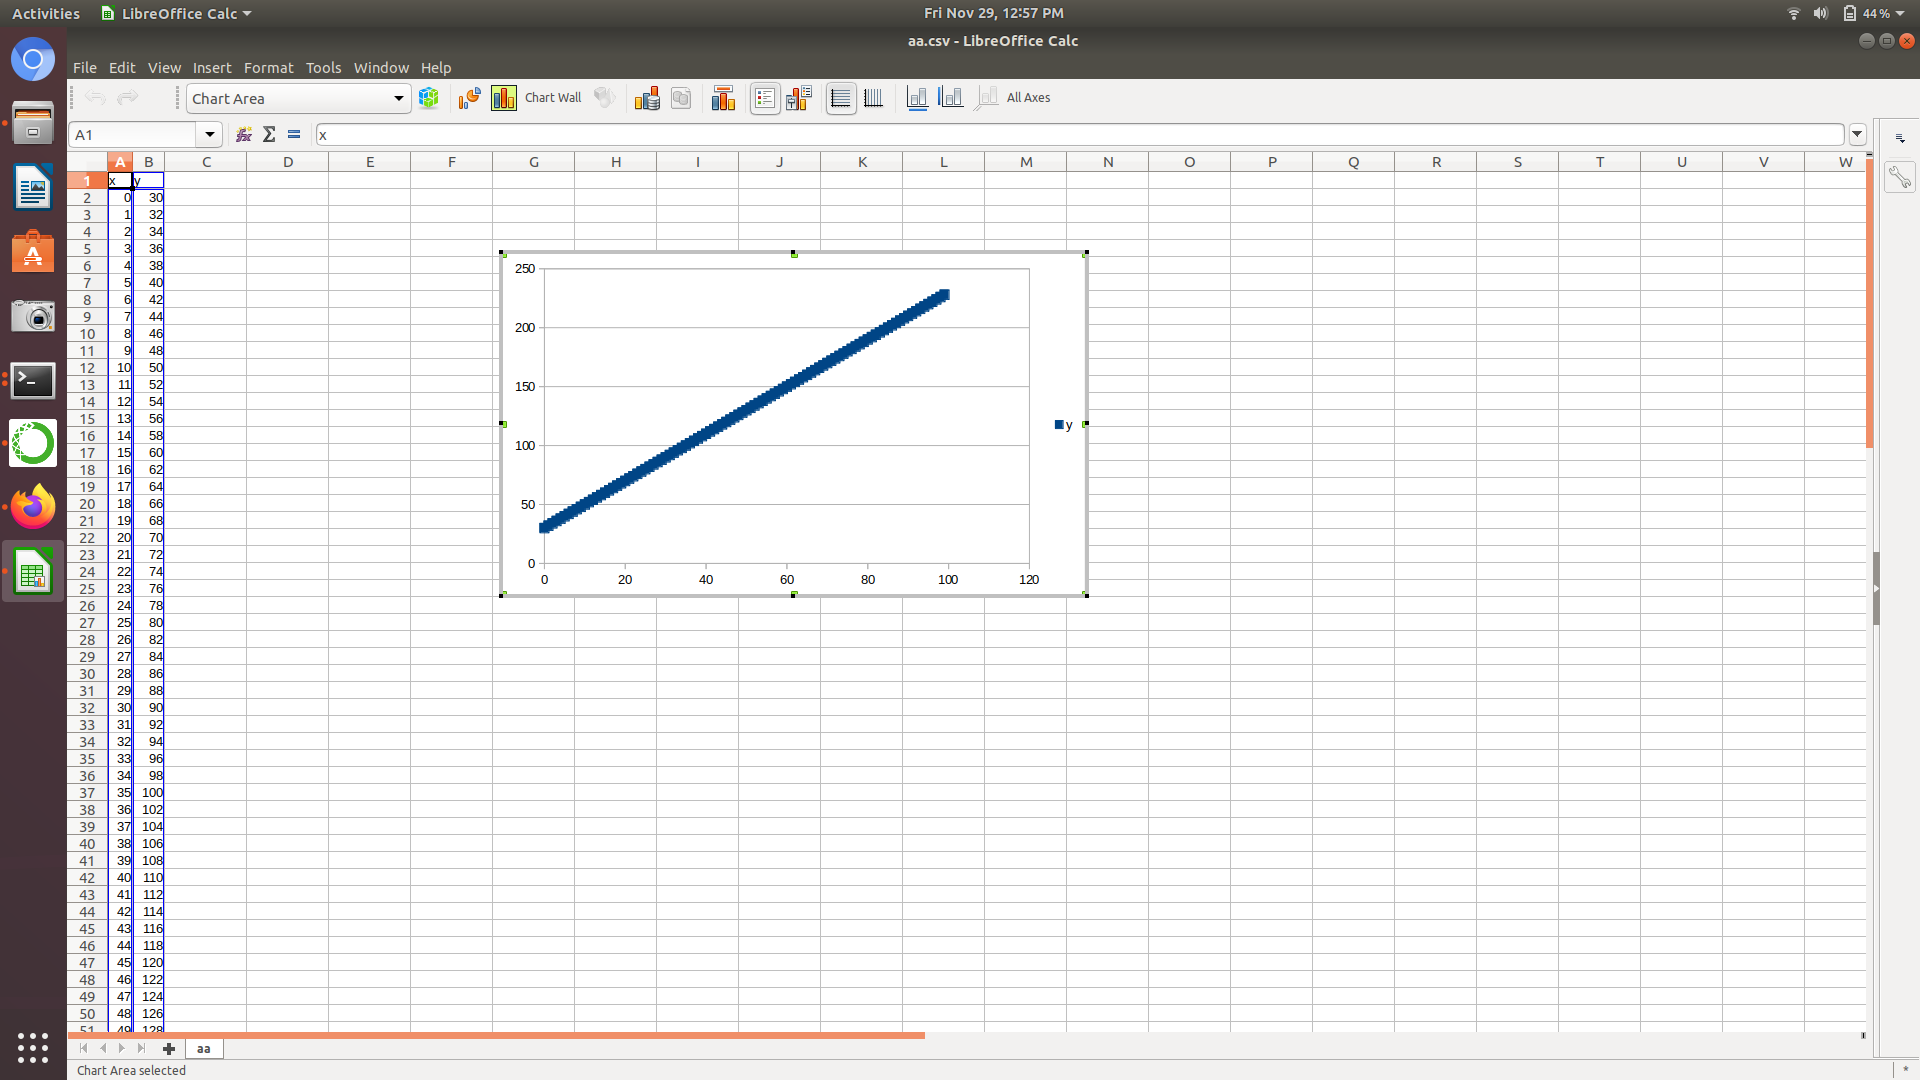 Activities LibreOffice Calc Fri Nov 29, 12:57 PM 44 %
aa.csv - LibreOffice Calc
File Edit View Insert Format Tools Window Help
Chart Area Chart Wall All Axes
A1 x
A B C D E F G H I J K L M N O P Q R S T U V W
1 x y
2 0 30
3 1 32
4 2 34
5 3 36
6 4 38
7 5 40
8 6 42
9 7 44
10 8 46
11 9 48
12 10 50
13 11 52
14 12 54
15 13 56
16 14 58
17 15 60
18 16 62
19 17 64
20 18 66
21 19 68
22 20 70
23 21 72
24 22 74
25 23 76
26 24 78
27 25 80
28 26 82
29 27 84
30 28 86
31 29 88
32 30 90
33 31 92
34 32 94
35 33 96
36 34 98
37 35 100
38 36 102
39 37 104
40 38 106
41 39 108
42 40 110
43 41 112
44 42 114
45 43 116
46 44 118
47 45 120
48 46 122
49 47 124
50 48 126
51 49 128
250
200
150
100
50
0
0 20 40 60 80 100 120
y
aa
Chart Area selected *